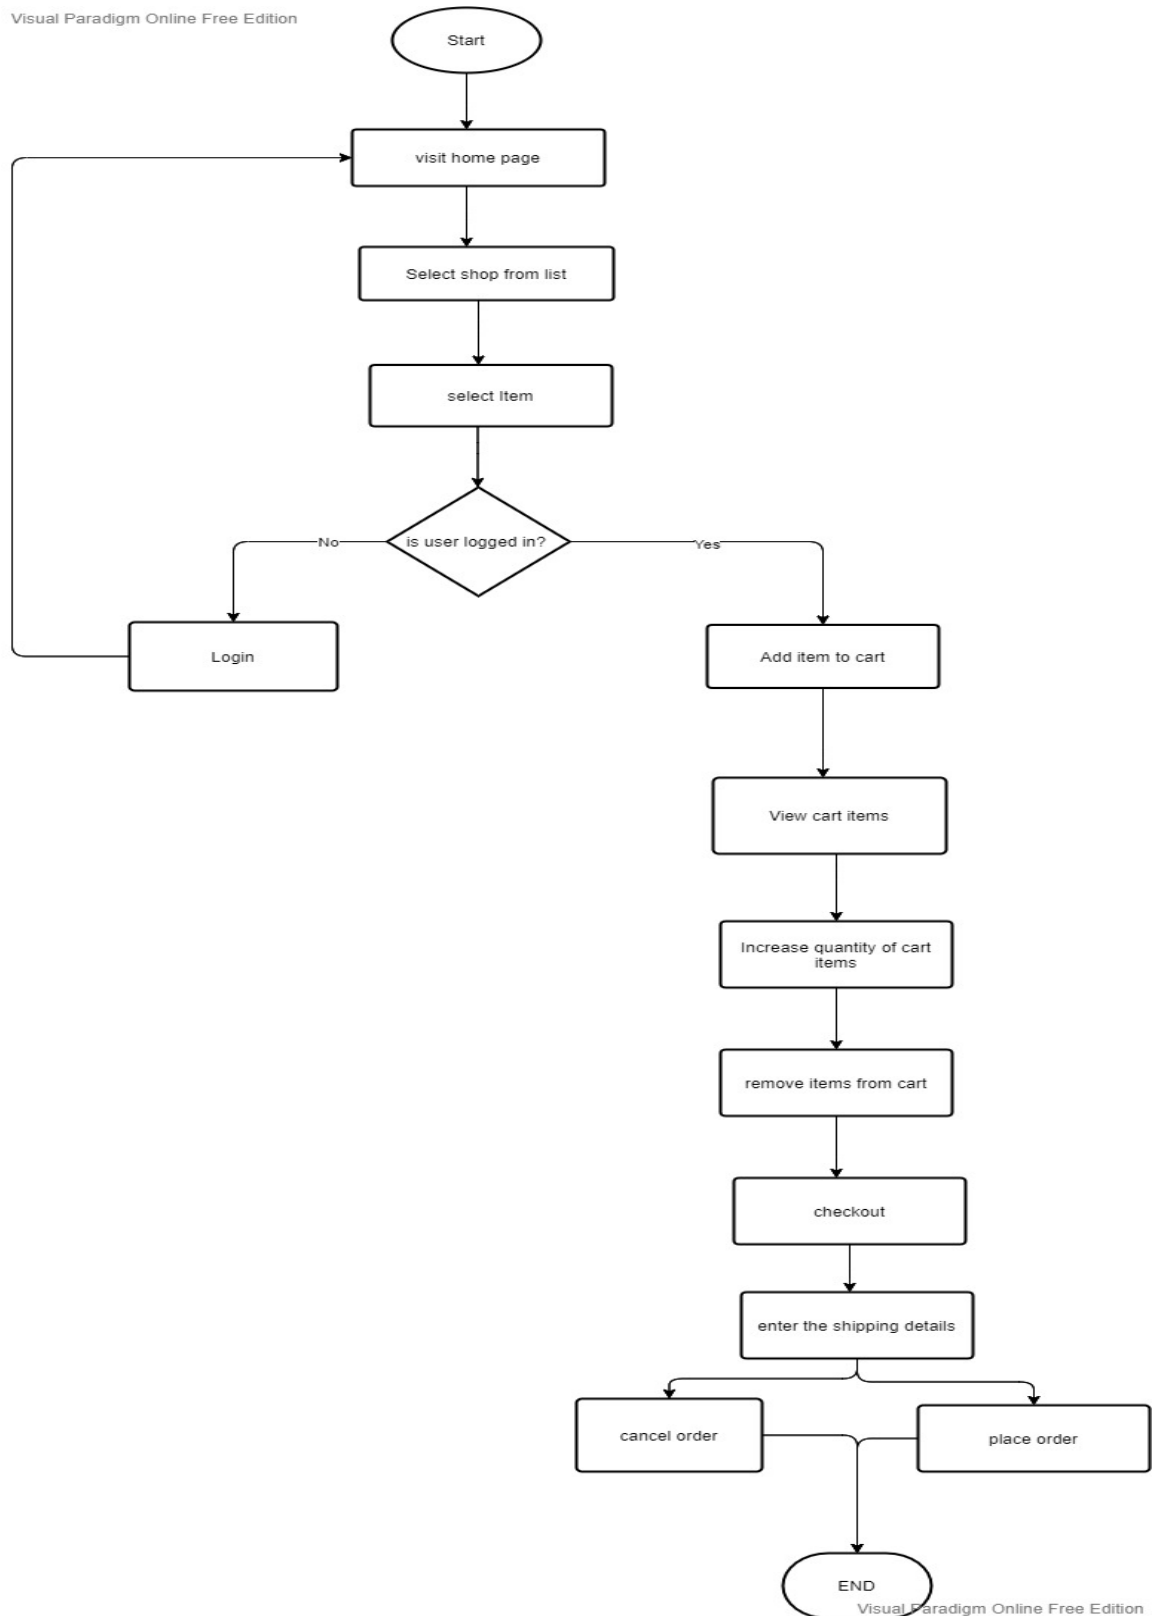 Visual Paradigm Online Free Edition
Start
visit home page
Select shop from list
select Item
is user logged in?
No
Yes
Login
Add item to cart
View cart items
Increase quantity of cart
items
remove items from cart
checkout
enter the shipping details
cancel order
place order
END
Visual Paradigm Online Free Edition